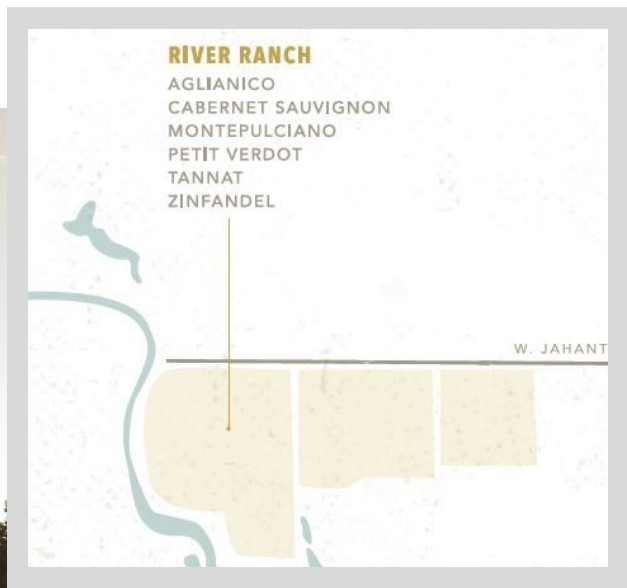 RIVER RANCH
AGLIANICO
CABERNET SAUVIGNON
MONTEPULCIANO
PETIT VERDOT
TANNAT
ZINFANDEL
W. JAHANT